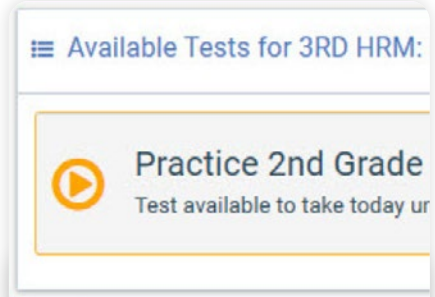 Available Tests for 3RD HRM:
Practice 2nd Grade
Test available to take today